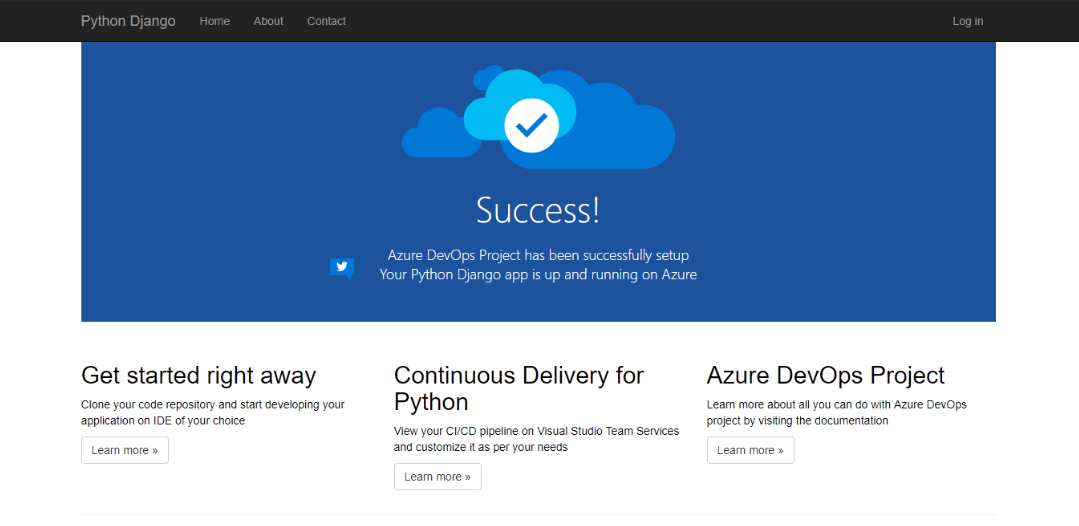 Python Django Home About Contact Log in
Success!
Azure DevOps Project has been successfully setup
Your Python Django app is up and running on Azure
Get started right away
Clone your code repository and start developing your
application on IDE of your choice
Learn more »
Continuous Delivery for
Python
View your CI/CD pipeline on Visual Studio Team Services
and customize it as per your needs
Learn more »
Azure DevOps Project
Learn more about all you can do with Azure DevOps
project by visiting the documentation
Learn more »